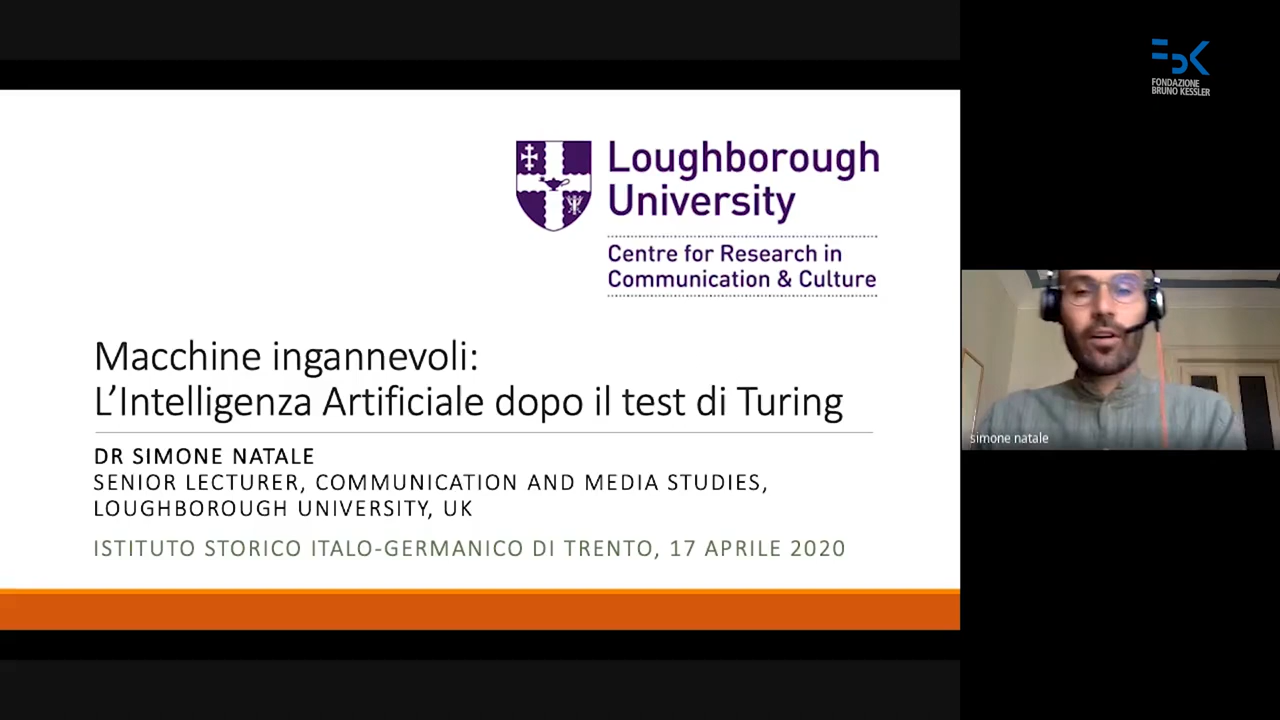 FONDAZIONE
BRUNO KESSLER
Loughborough
University
Centre for Research in
Communication & Culture
Macchine ingannevoli:
L'Intelligenza Artificiale dopo il test di Turing
DR SIMONE NATALE
SENIOR LECTURER, COMMUNICATION AND MEDIA STUDIES,
LOUGHBOROUGH UNIVERSITY, UK
ISTITUTO STORICO ITALO-GERMANICO DI TRENTO, 17 APRILE 2020
simone natale